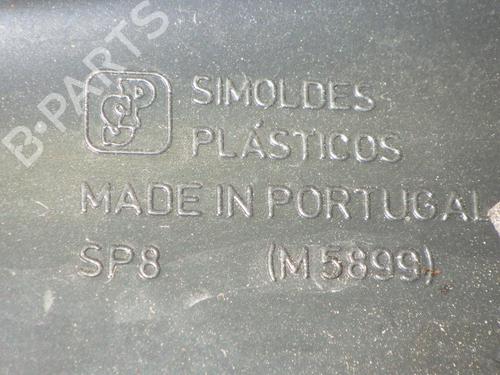 B-PARTS
SIMOLDES
PLÁSTICOS
MADE IN PORTUGAL
SP8 (M5899)